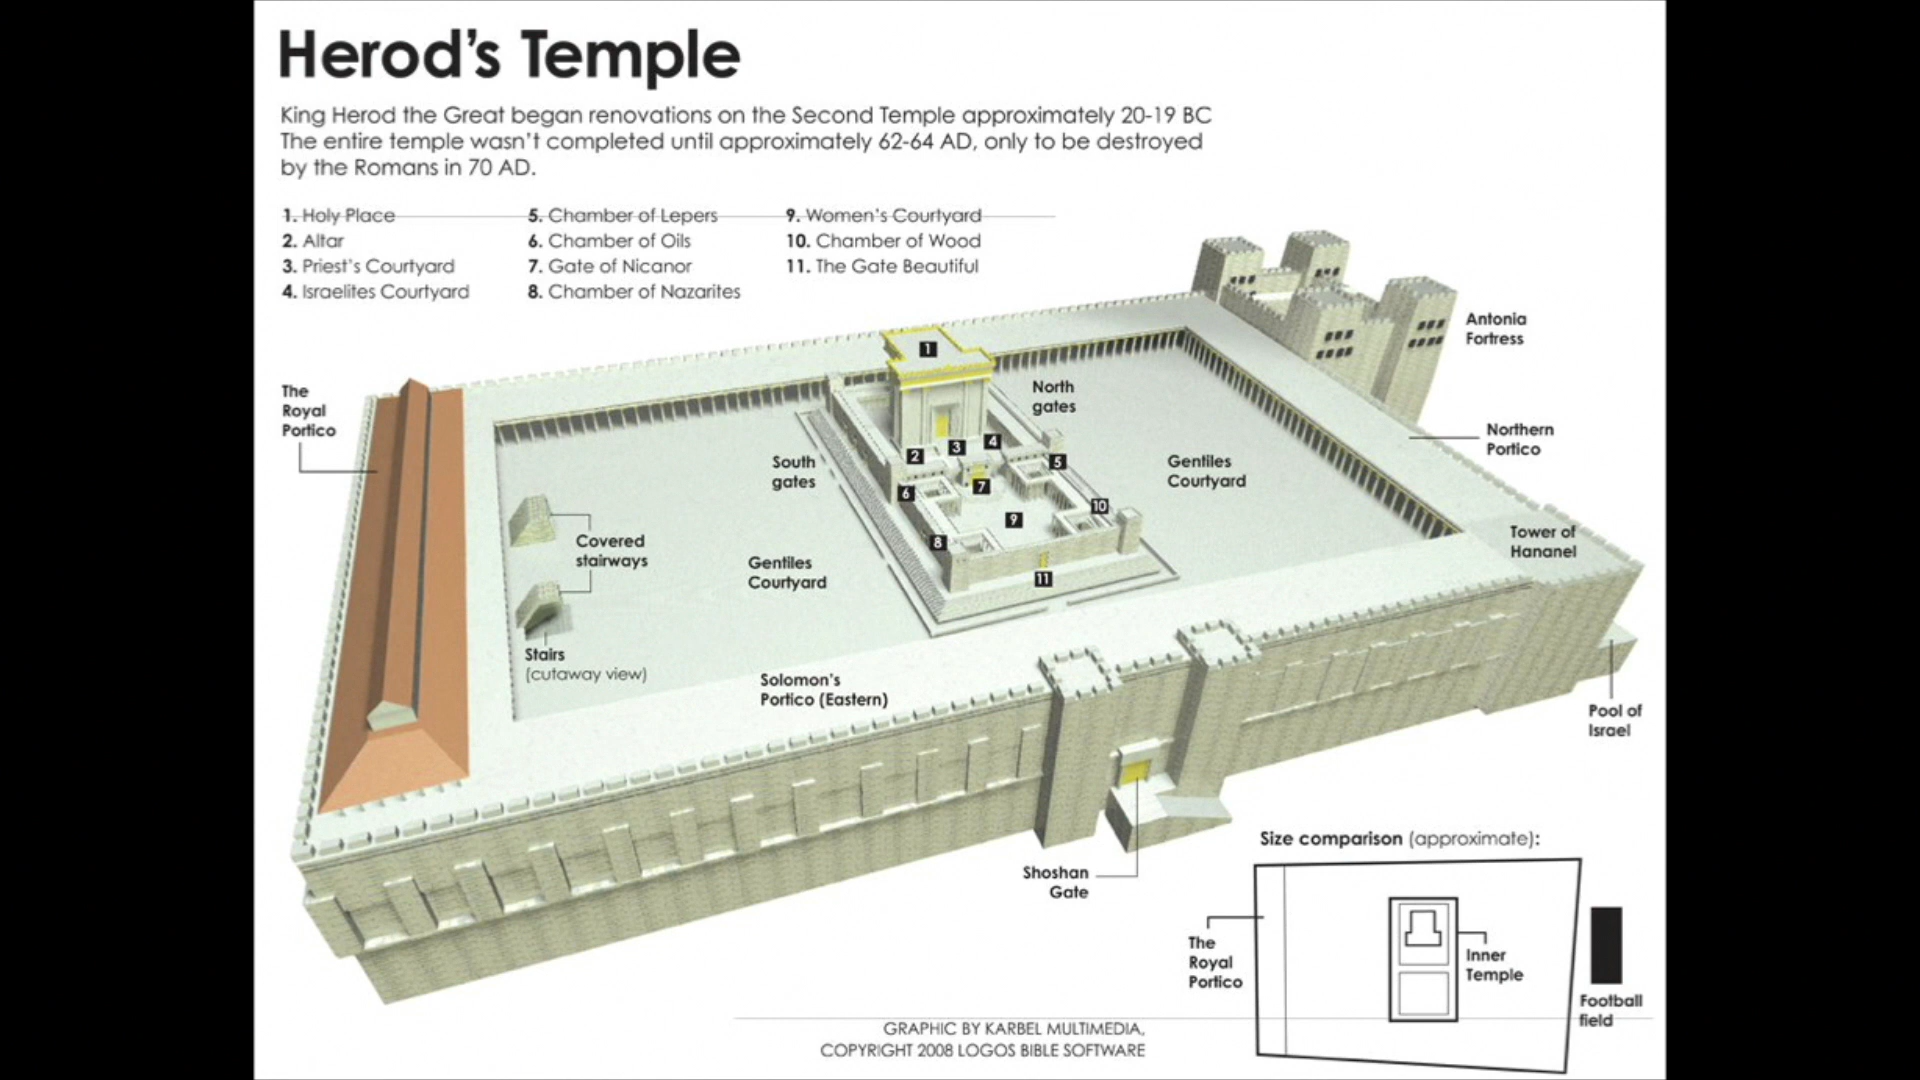 Herod's Temple
King Herod the Great began renovations on the Second Temple approximately 20-19 BC
The entire temple wasn't completed until approximately 62-64 AD, only to be destroyed
by the Romans in 70 AD.
1. Holy Place
2. Altar
3. Priest's Courtyard
4. Israelites Courtyard
5. Chamber of Lepers
6. Chamber of Oils
7. Gate of Nicanor
8. Chamber of Nazarites
9. Women's Courtyard
10. Chamber of Wood
11. The Gate Beautiful
Antonia
Fortress
1
The
Royal
Portico
North
gates
Northern
Portico
South
gates
2
3
4
5
Gentiles
Courtyard
6
7
10
9
8
11
Covered
stairways
Gentiles
Courtyard
Tower of
Hananel
Stairs
(cutaway view)
Solomon's
Portico (Eastern)
Pool of
Israel
Shoshan
Gate
Size comparison (approximate):
The
Royal
Portico
Inner
Temple
Football
field
GRAPHIC BY KARBEL MULTIMEDIA,
COPYRIGHT 2008 LOGOS BIBLE SOFTWARE